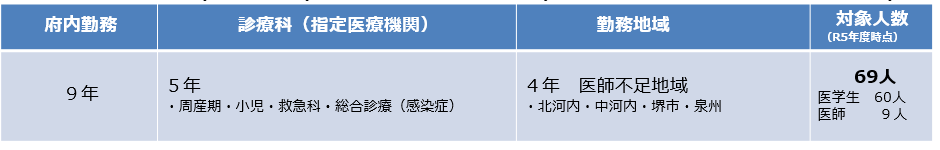 府内勤務
診療科（指定医療機関）
勤務地域
対象人数
（R5年度時点）
９年
５年
・周産期・小児・救急科・総合診療（感染症）
４年　医師不足地域
・北河内・中河内・堺市・泉州
69人
医学生　60人
医師　　９人